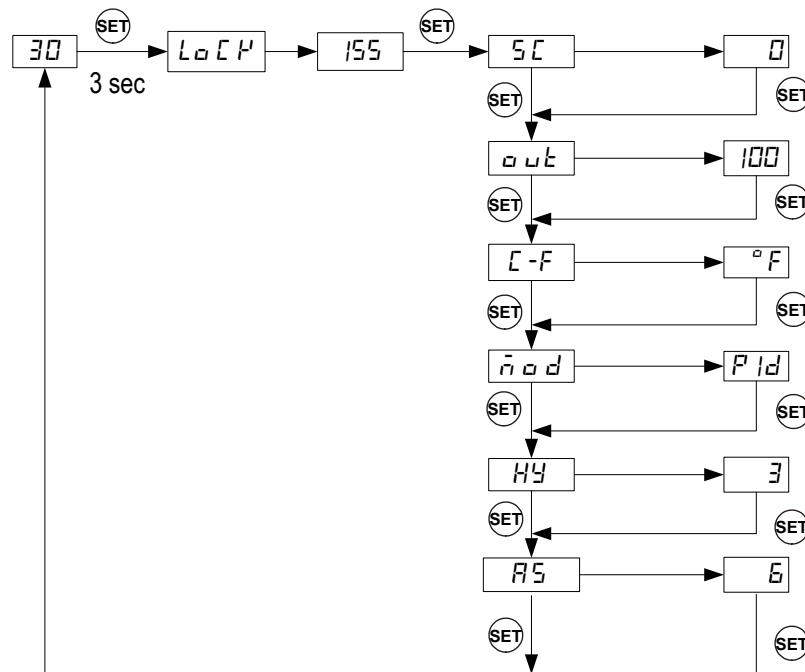 SET SET
30 LoCK 155 SC 0
3 sec
SET SET
out 100
SET SET
C-F °F
SET SET
mod PId
SET SET
HY 3
SET SET
AS 6
SET SET